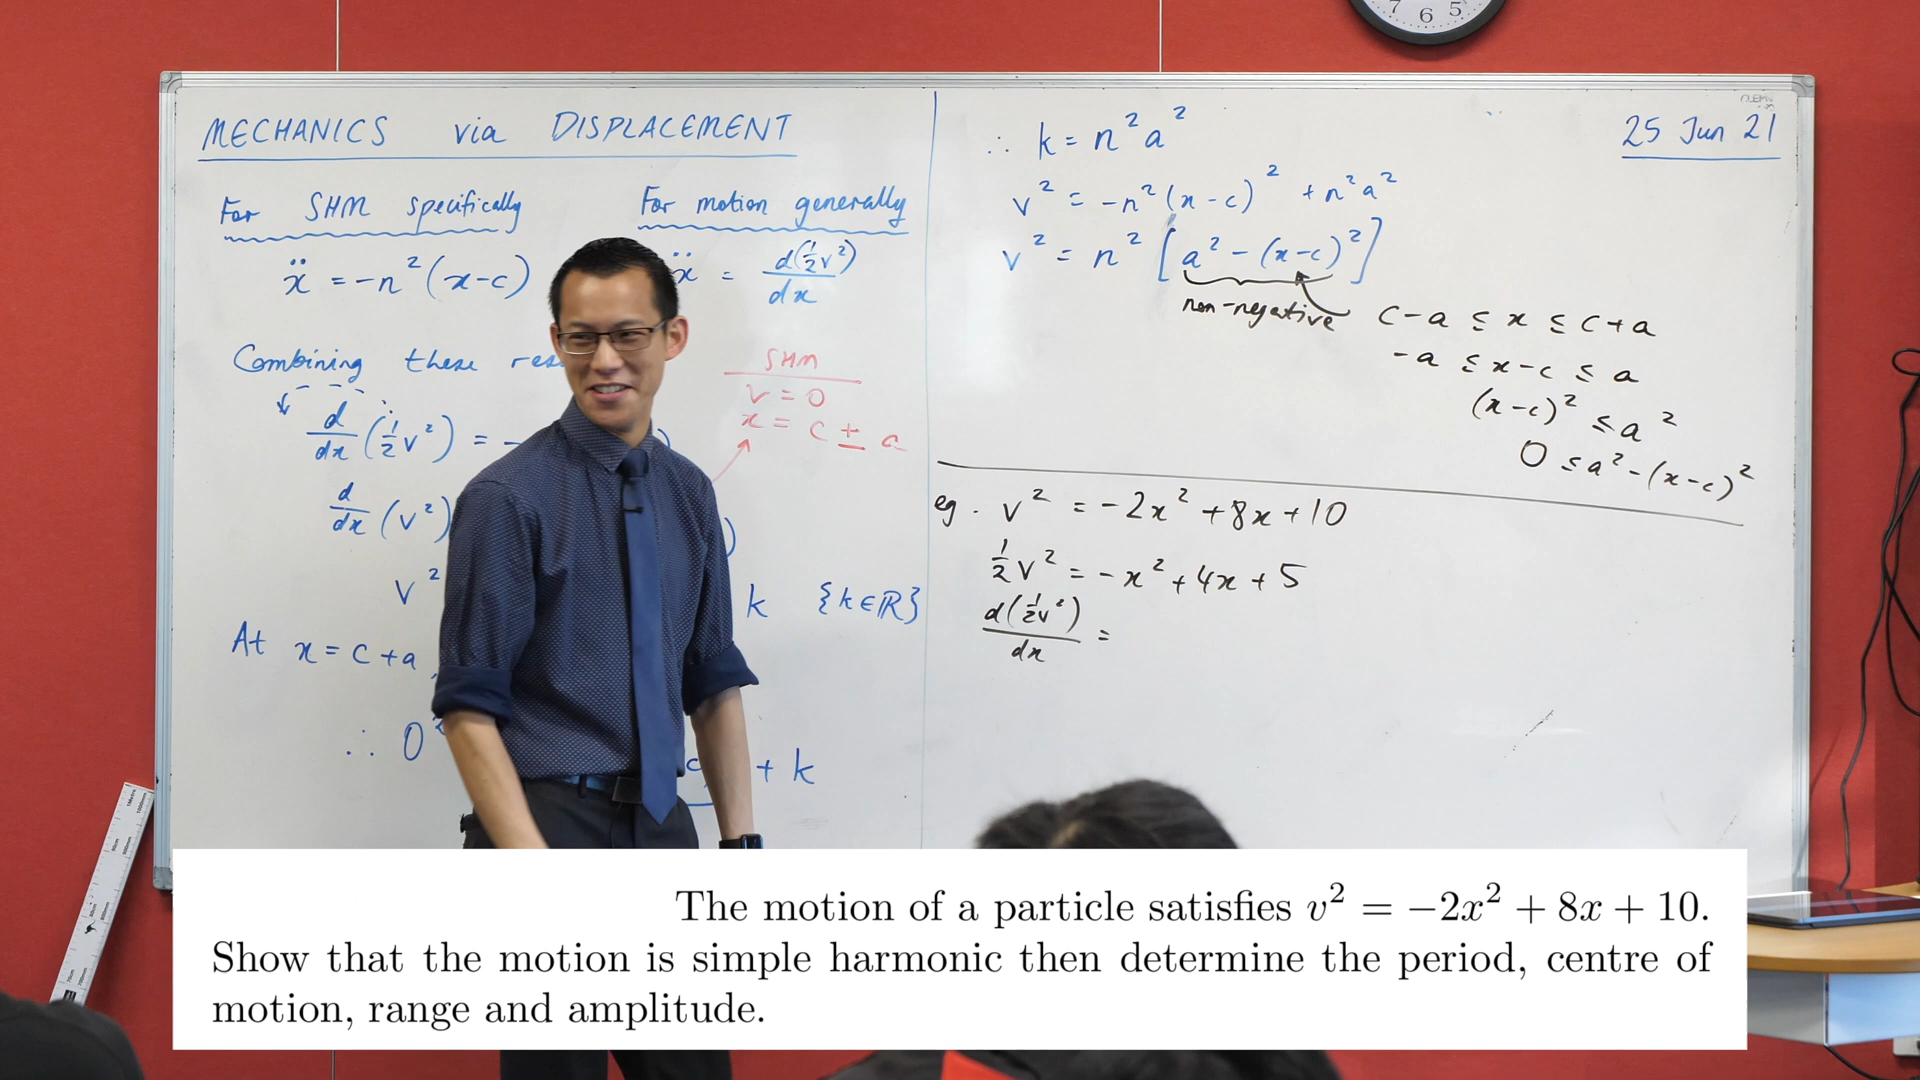 MECHANICS via DISPLACEMENT
For SHM specifically
ẍ = -n²(x-c)
For motion generally
ẍ = d(½v²)/dx
Combining these
d/dx (½v²) = -
d/dx (v²)
v²
k {k∈ℝ}
At x = c + a
∴ 0²
+ k
SHM
v = 0
x = c ± a
25 Jun 21
∴ k = n²a²
v² = -n²(x-c)² + n²a²
v² = n²[a² - (x-c)²]
non-negative
c-a ≤ x ≤ c+a
-a ≤ x-c ≤ a
(x-c)² ≤ a²
0 ≤ a² - (x-c)²
eg. v² = -2x² + 8x + 10
½v² = -x² + 4x + 5
d(½v²)/dx =
7 6 5
The motion of a particle satisfies v² = −2x² + 8x + 10.
Show that the motion is simple harmonic then determine the period, centre of
motion, range and amplitude.